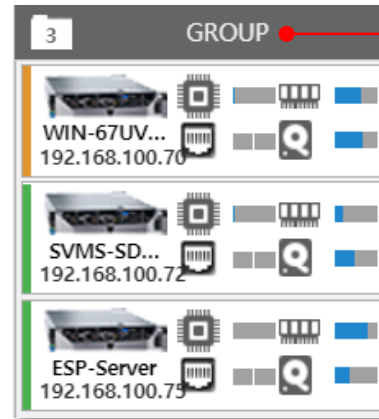 3 GROUP
WIN-67UV...
192.168.100.70
SVMS-SD...
192.168.100.72
ESP-Server
192.168.100.75